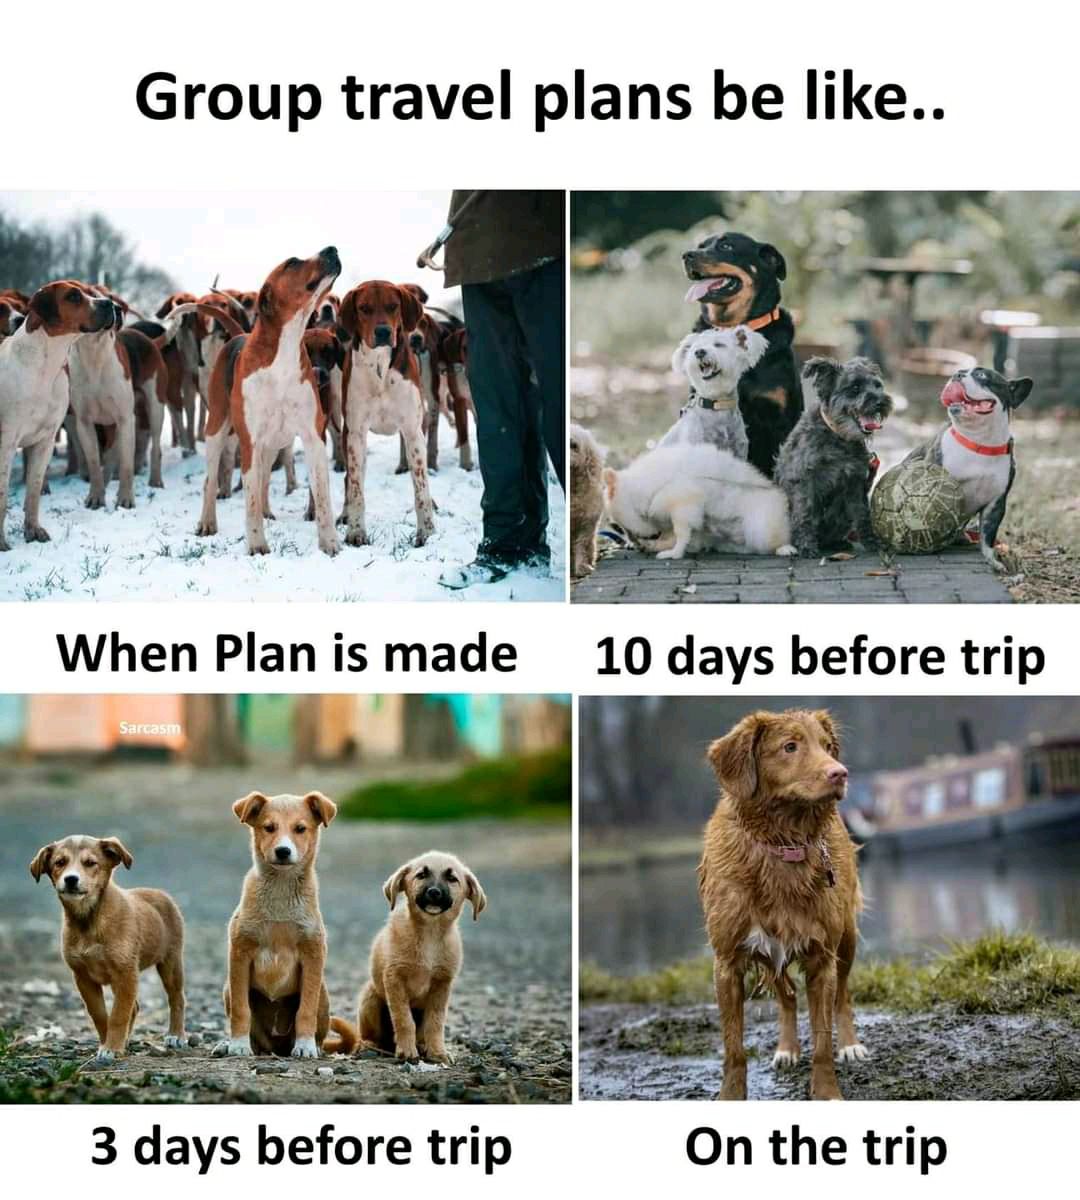 Group travel plans be like..
When Plan is made
10 days before trip
Sarcasm
3 days before trip
On the trip